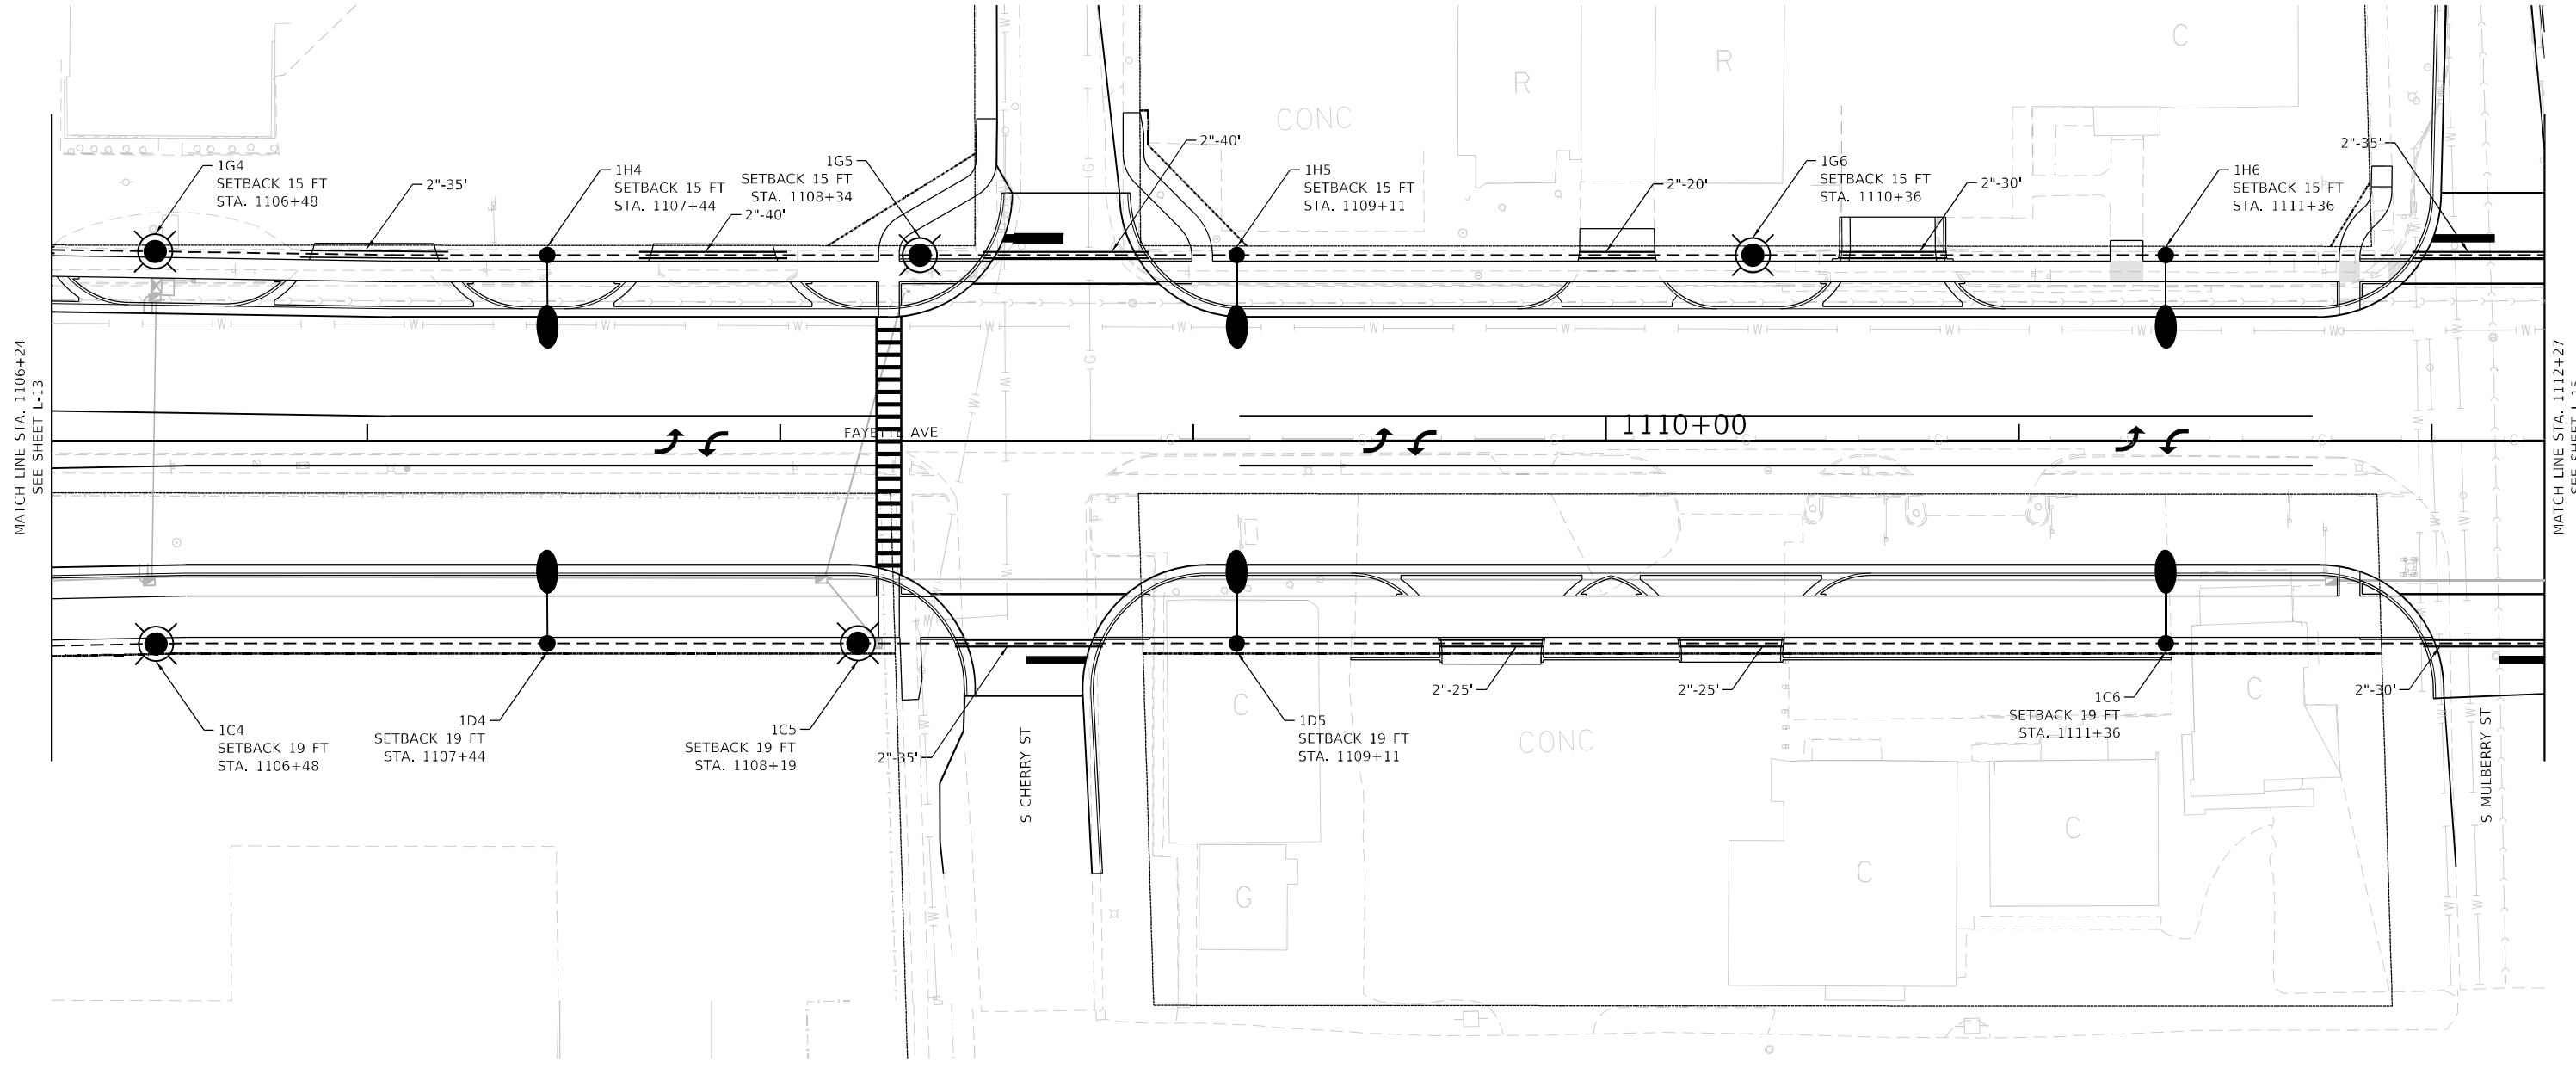 C
R
R
CONC
1G4
SETBACK 15 FT
STA. 1106+48
2"-35'
1H4
SETBACK 15 FT
STA. 1107+44
2"-40'
1G5
SETBACK 15 FT
STA. 1108+34
2"-40'
1H5
SETBACK 15 FT
STA. 1109+11
2"-20'
1G6
SETBACK 15 FT
STA. 1110+36
2"-30'
1H6
SETBACK 15 FT
STA. 1111+36
2"-35'
MATCH LINE STA. 1106+24
SEE SHEET L-13
FAYETTE AVE
1110+00
MATCH LINE STA. 1112+27
SEE SHEET L-15
1C4
SETBACK 19 FT
STA. 1106+48
1D4
SETBACK 19 FT
STA. 1107+44
1C5
SETBACK 19 FT
STA. 1108+19
2"-35'
S CHERRY ST
1D5
SETBACK 19 FT
STA. 1109+11
2"-25'
2"-25'
1C6
SETBACK 19 FT
STA. 1111+36
2"-30'
S MULBERRY ST
C
CONC
C
G
C
C